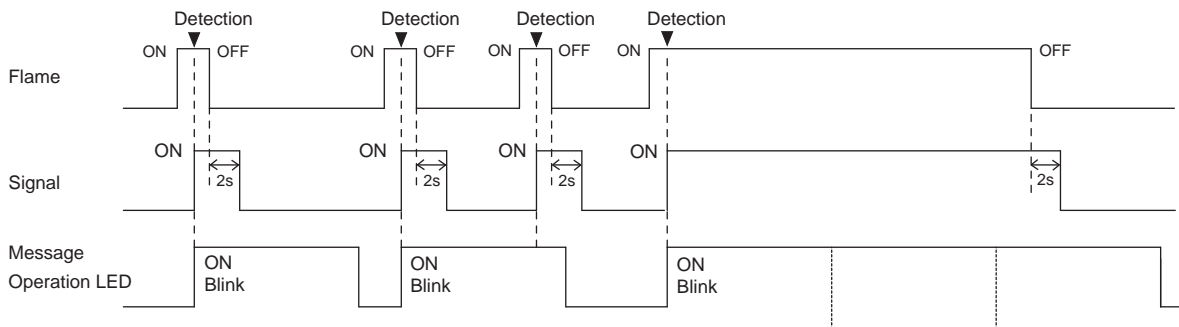 Detection Detection Detection Detection
ON OFF ON OFF ON OFF ON OFF
Flame
ON ON ON ON
Signal
2s 2s 2s 2s
Message
Operation LED
ON ON ON
Blink Blink Blink